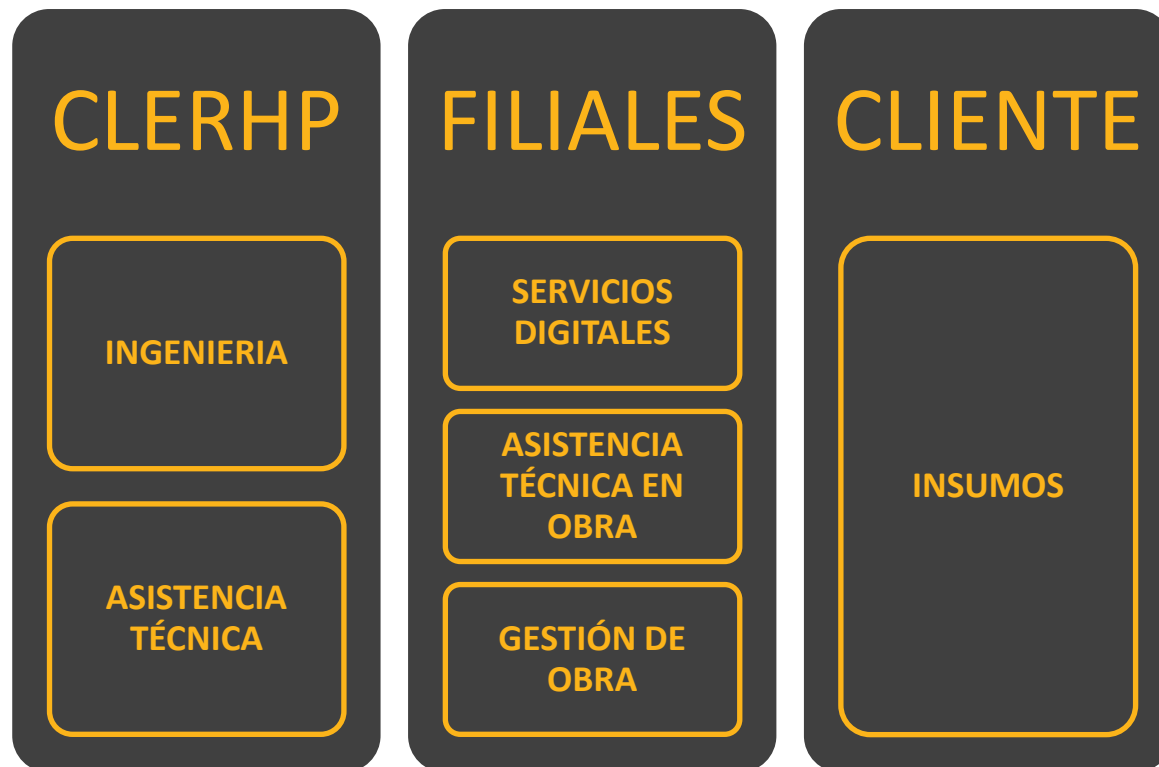 CLERHP
INGENIERIA
ASISTENCIA
TÉCNICA
FILIALES
SERVICIOS
DIGITALES
ASISTENCIA
TÉCNICA EN
OBRA
GESTIÓN DE
OBRA
CLIENTE
INSUMOS